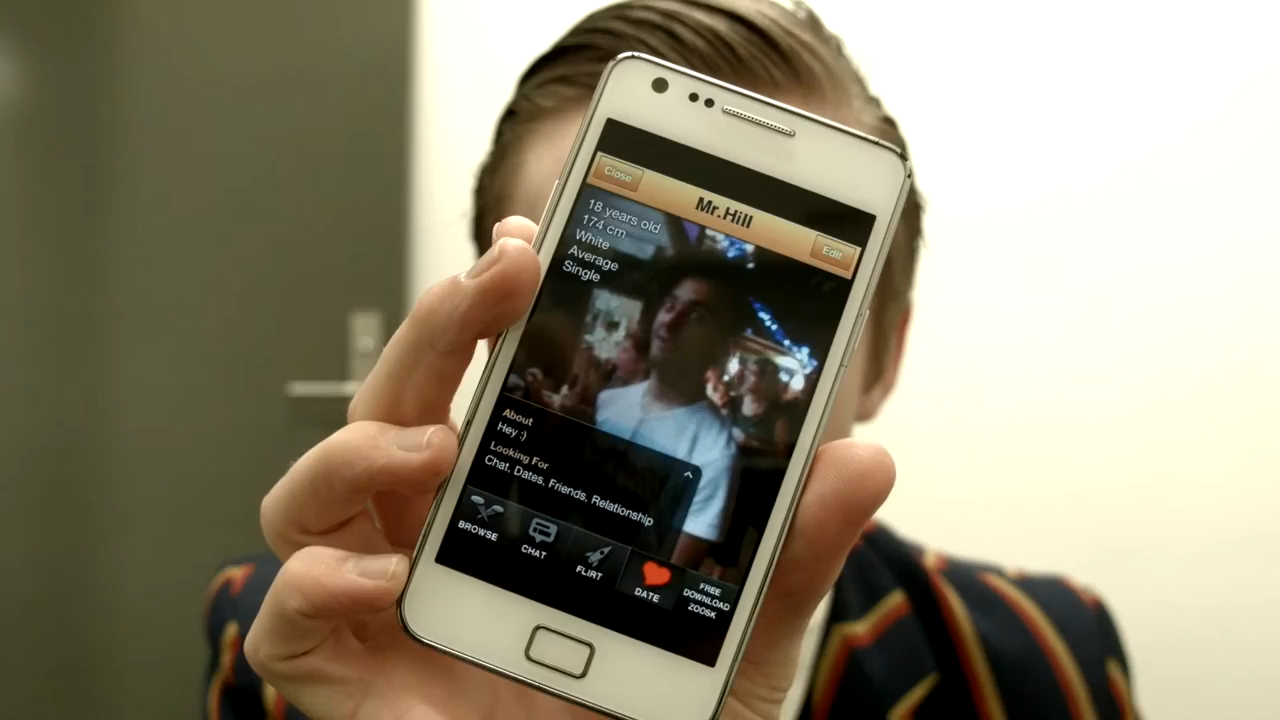 Close
Mr.Hill
Edit
18 years old
174 cm
White
Average
Single
About
Hey :)
Looking For
Chat, Dates, Friends, Relationship
BROWSE
CHAT
FLIRT
DATE
FREE
DOWNLOAD
ZOOSK